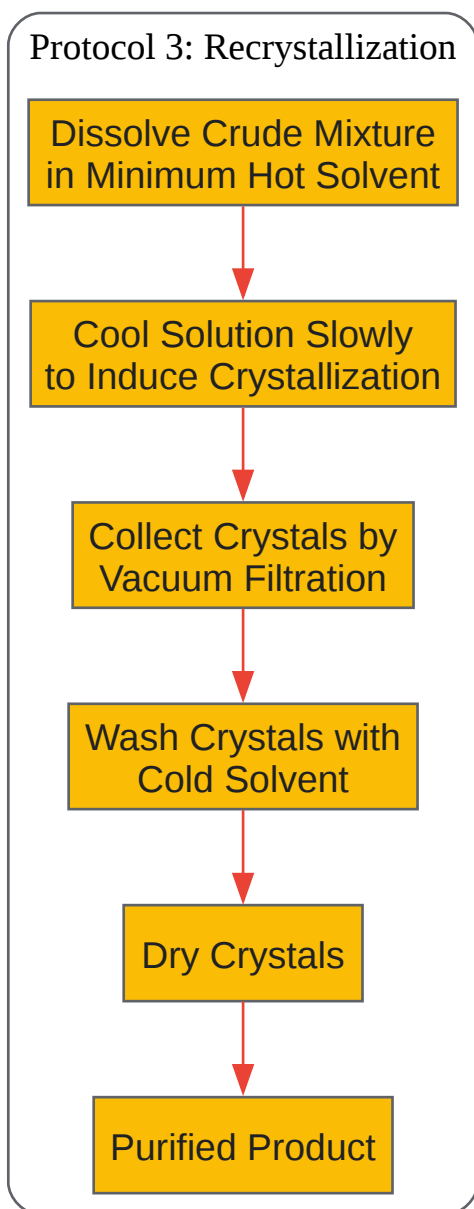 Protocol 3: Recrystallization
Dissolve Crude Mixture
in Minimum Hot Solvent
Cool Solution Slowly
to Induce Crystallization
Collect Crystals by
Vacuum Filtration
Wash Crystals with
Cold Solvent
Dry Crystals
Purified Product